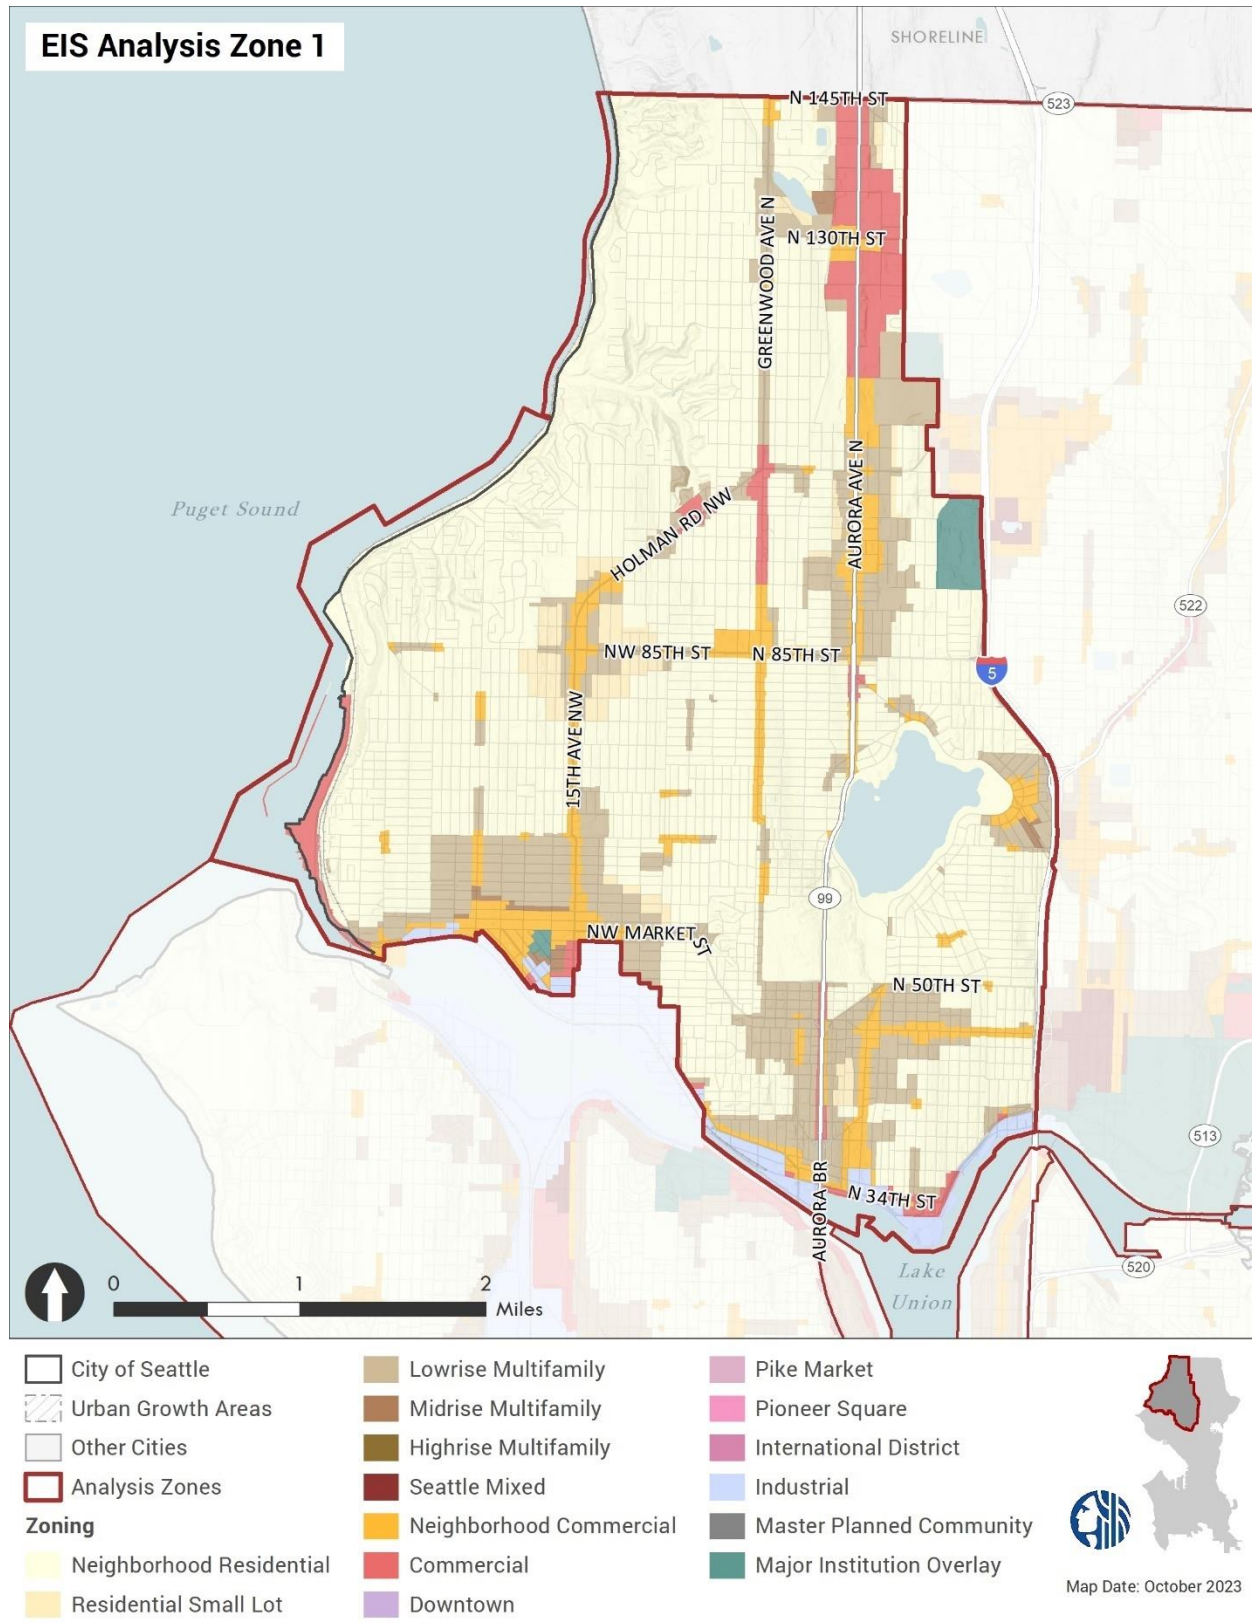 EIS Analysis Zone 1
SHORELINE
N 145TH ST
523
GREENWOOD AVE N
N 130TH ST
AURORA AVE N
Puget Sound
HOLMAN RD NW
522
NW 85TH ST
N 85TH ST
5
15TH AVE NW
99
NW MARKET ST
N 50TH ST
513
AURORA BR
N 34TH ST
520
Lake
Union
0 1 2
Miles
City of Seattle
Urban Growth Areas
Other Cities
Analysis Zones
Zoning
Neighborhood Residential
Residential Small Lot
Lowrise Multifamily
Midrise Multifamily
Highrise Multifamily
Seattle Mixed
Neighborhood Commercial
Commercial
Downtown
Pike Market
Pioneer Square
International District
Industrial
Master Planned Community
Major Institution Overlay
Map Date: October 2023